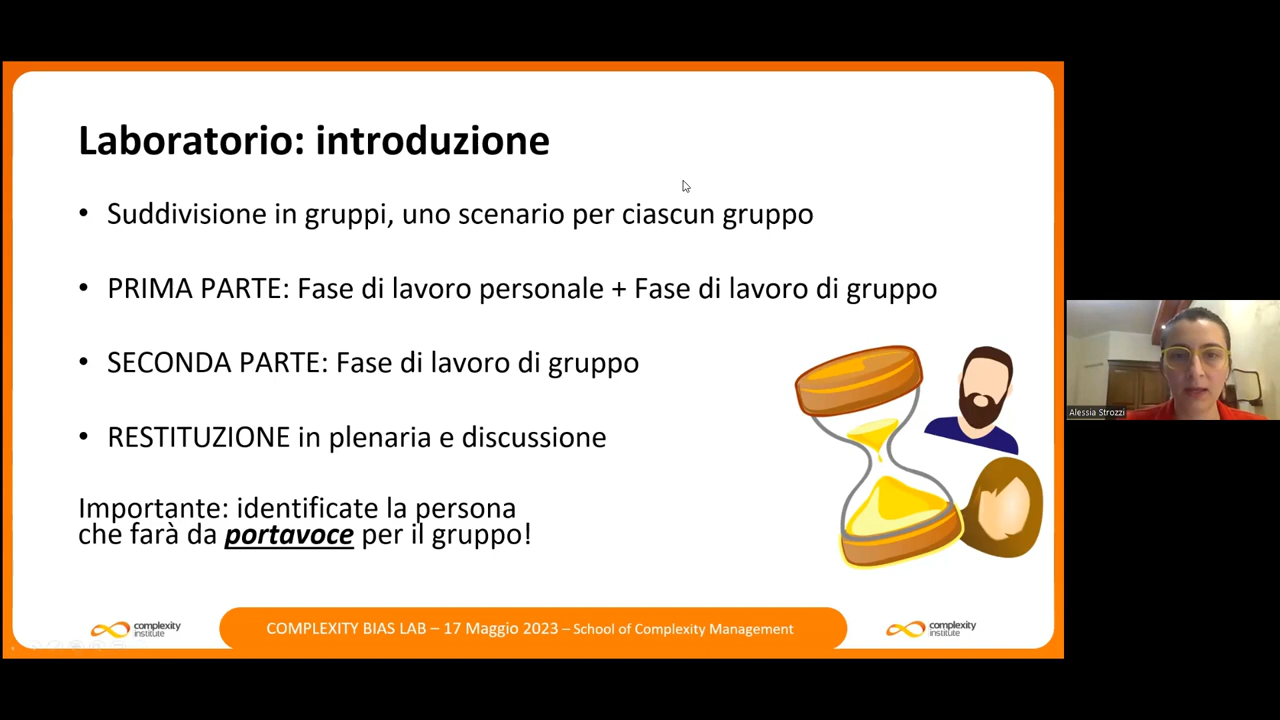 Laboratorio: introduzione
• Suddivisione in gruppi, uno scenario per ciascun gruppo
• PRIMA PARTE: Fase di lavoro personale + Fase di lavoro di gruppo
• SECONDA PARTE: Fase di lavoro di gruppo
• RESTITUZIONE in plenaria e discussione
Importante: identificate la persona
che farà da portavoce per il gruppo!
complexity
institute
COMPLEXITY BIAS LAB – 17 Maggio 2023 – School of Complexity Management
complexity
institute
Alessia Strozzi